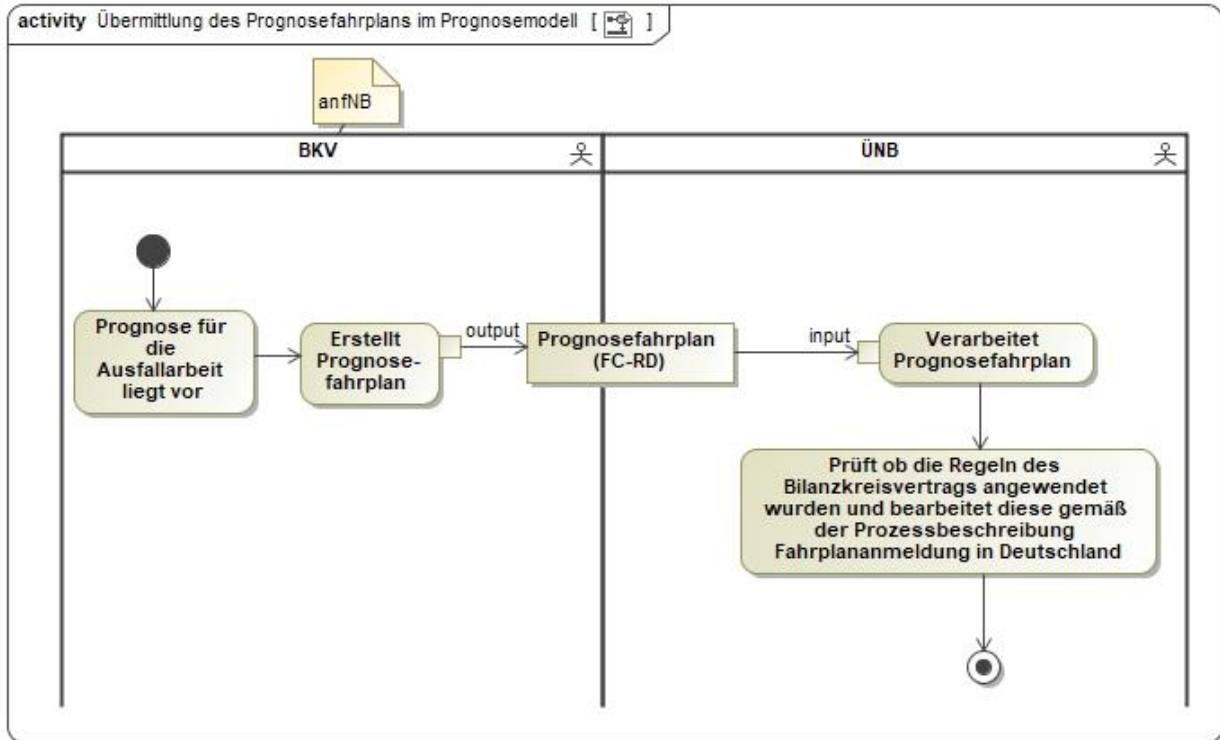 activity Übermittlung des Prognosefahrplans im Prognosemodell [ ]
anfNB
BKV
ÜNB
Prognose für
die
Ausfallarbeit
liegt vor
Erstellt
Prognose-
fahrplan
output
Prognosefahrplan
(FC-RD)
input
Verarbeitet
Prognosefahrplan
Prüft ob die Regeln des
Bilanzkreisvertrags angewendet
wurden und bearbeitet diese gemäß
der Prozessbeschreibung
Fahrplananmeldung in Deutschland